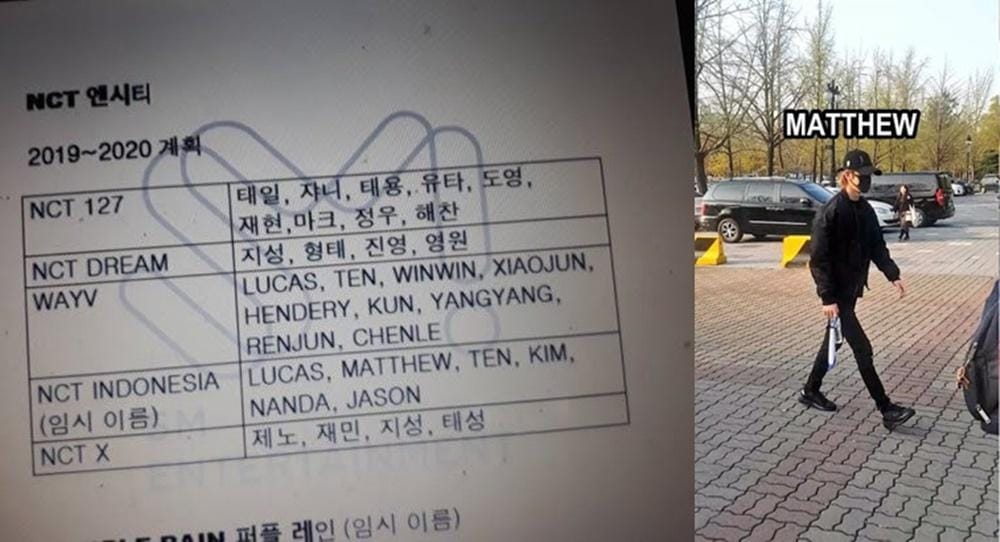 NCT 엔시티
2019~2020 계획
NCT 127
태일, 쟈니, 태용, 유타, 도영,
재현,마크, 정우, 해찬
NCT DREAM
지성, 형태, 진영, 영원
WAYV
LUCAS, TEN, WINWIN, XIAOJUN,
HENDERY, KUN, YANGYANG,
RENJUN, CHENLE
NCT INDONESIA
(임시 이름)
LUCAS, MATTHEW, TEN, KIM,
NANDA, JASON
NCT X
제노, 재민, 지성, 태성
SM
ENTERTAINMENT
RAIN 퍼플 레인 (임시 이름)
MATTHEW